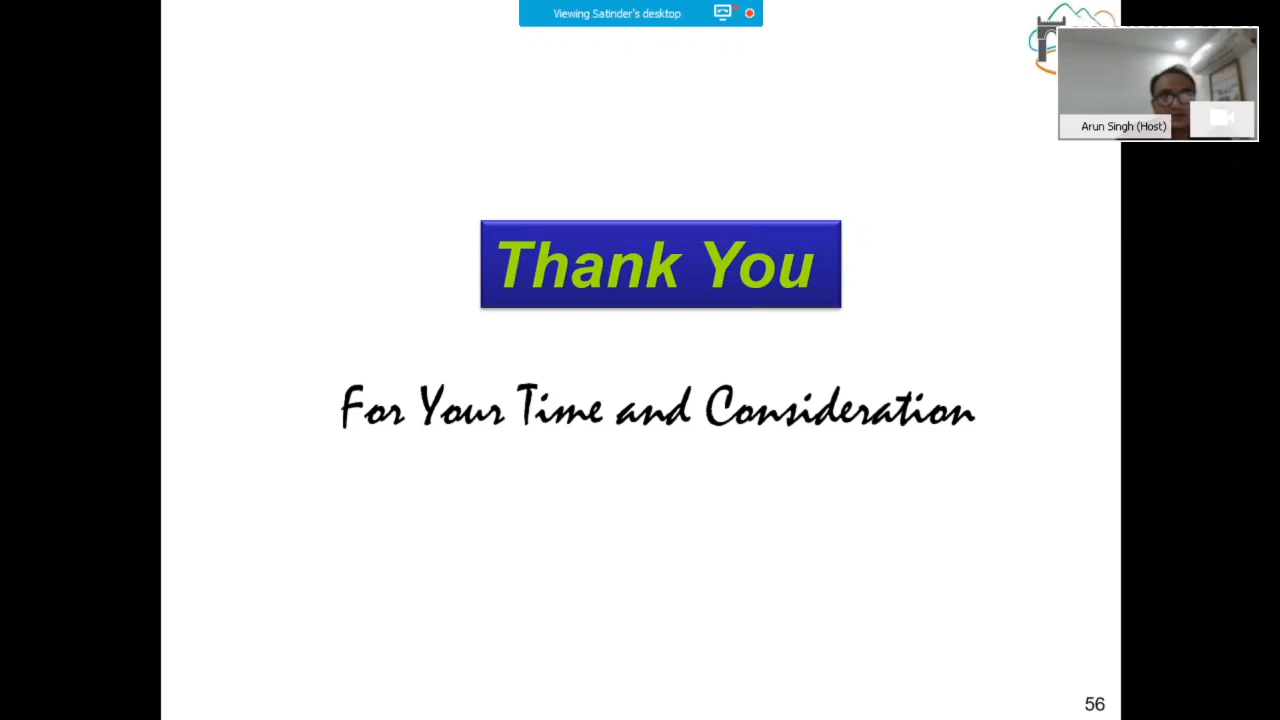 Viewing Satinder's desktop
Arun Singh (Host)
Thank You
For Your Time and Consideration
56